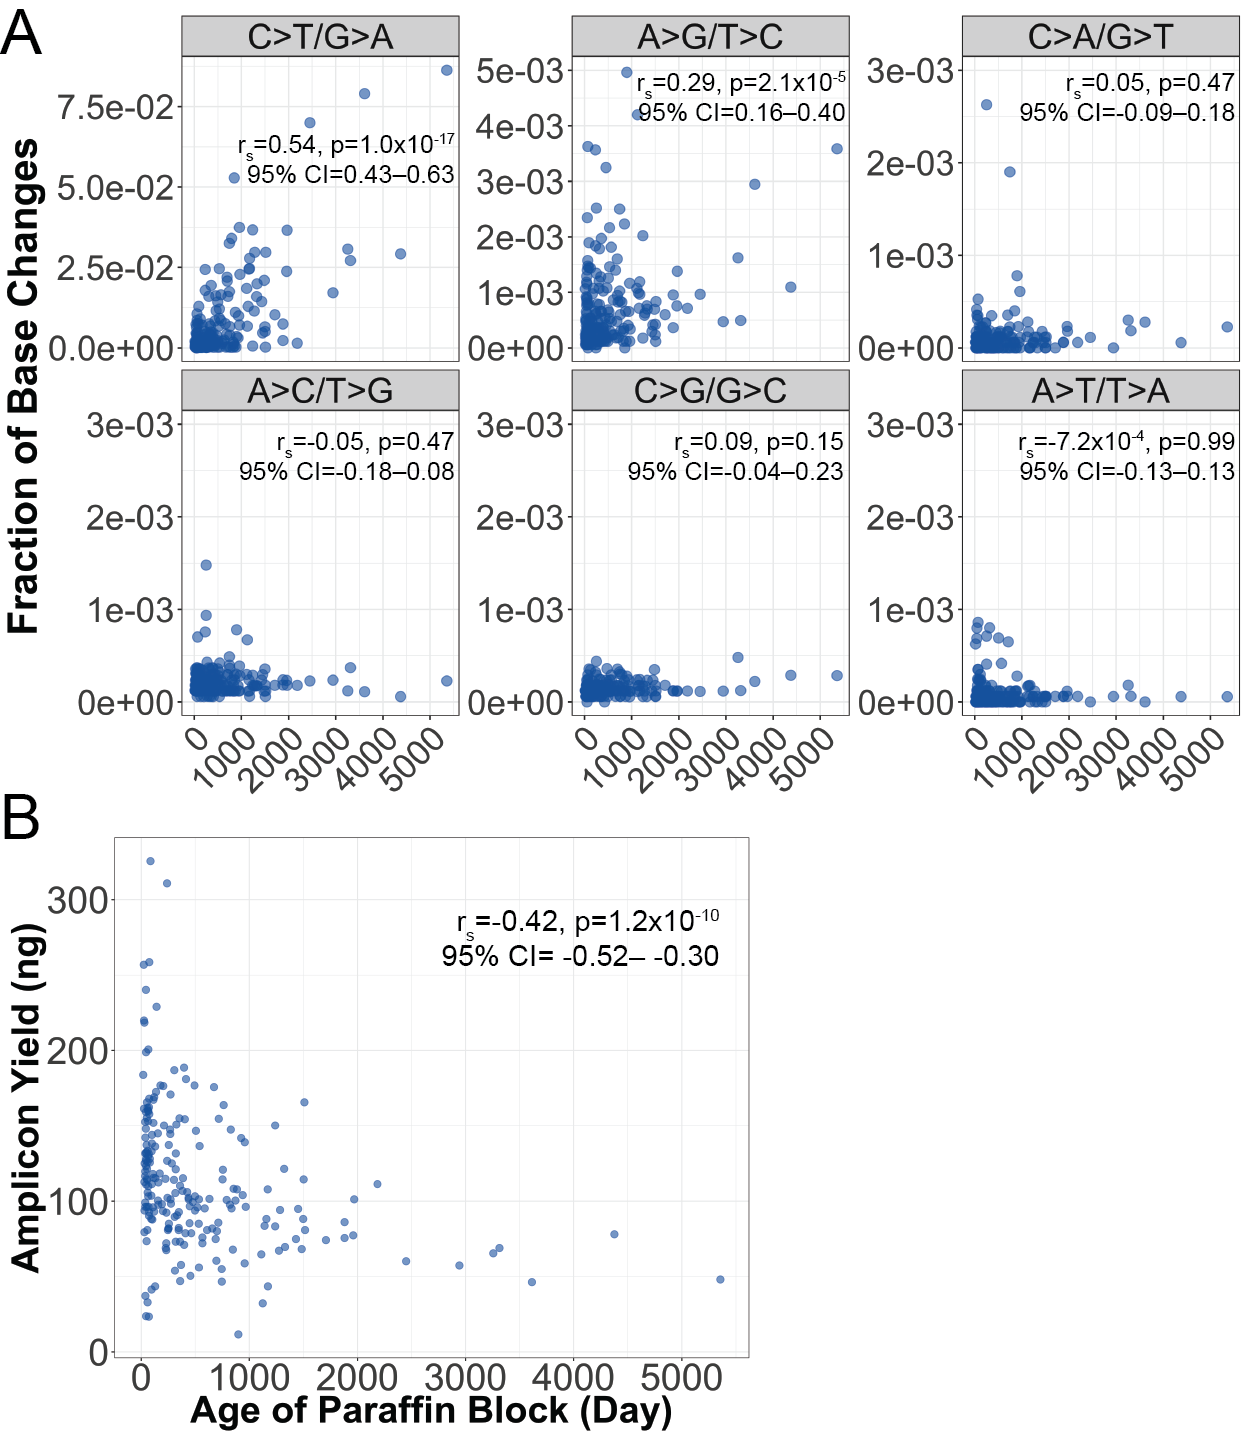 A
C>T/G>A
A>G/T>C
C>A/G>T
Fraction of Base Changes
7.5e-02
5.0e-02
2.5e-02
0.0e+00
rs=0.54, p=1.0x10-17
95% CI=0.43–0.63
5e-03
4e-03
3e-03
2e-03
1e-03
0e+00
rs=0.29, p=2.1x10-5
95% CI=0.16–0.40
3e-03
2e-03
1e-03
0e+00
rs=0.05, p=0.47
95% CI=-0.09–0.18
A>C/T>G
C>G/G>C
A>T/T>A
3e-03
2e-03
1e-03
0e+00
rs=-0.05, p=0.47
95% CI=-0.18–0.08
0 1000 2000 3000 4000 5000
3e-03
2e-03
1e-03
0e+00
rs=0.09, p=0.15
95% CI=-0.04–0.23
0 1000 2000 3000 4000 5000
3e-03
2e-03
1e-03
0e+00
rs=-7.2x10-4, p=0.99
95% CI=-0.13–0.13
0 1000 2000 3000 4000 5000
B
Amplicon Yield (ng)
300
200
100
0
rs=-0.42, p=1.2x10-10
95% CI= -0.52– -0.30
0 1000 2000 3000 4000 5000
Age of Paraffin Block (Day)